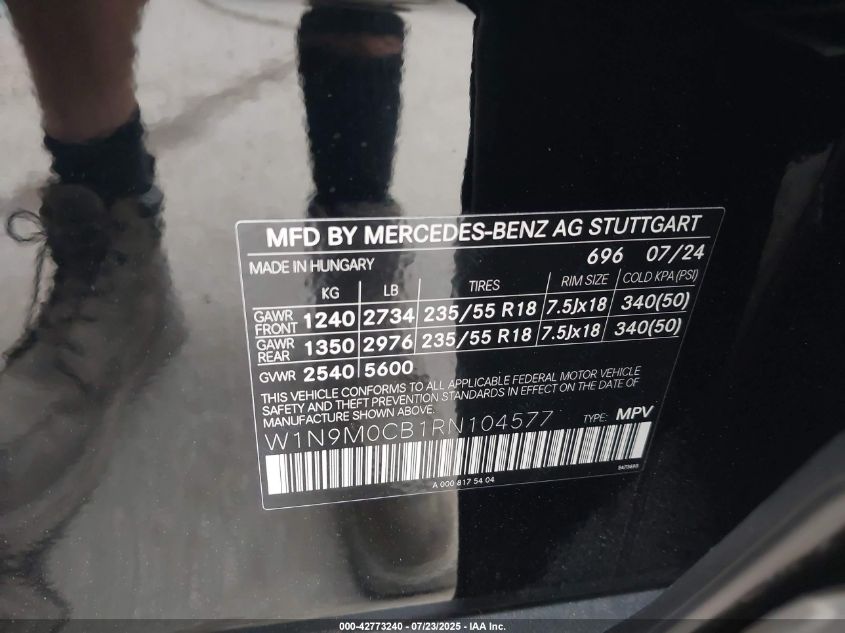 MFD BY MERCEDES-BENZ AG STUTTGART
MADE IN HUNGARY 696 07/24
KG LB TIRES RIM SIZE COLD KPA (PSI)
GAWR FRONT 1240 2734 235/55 R18 7.5Jx18 340(50)
GAWR REAR 1350 2976 235/55 R18 7.5Jx18 340(50)
GVWR 2540 5600
THIS VEHICLE CONFORMS TO ALL APPLICABLE FEDERAL MOTOR VEHICLE
SAFETY AND THEFT PREVENTION STANDARDS IN EFFECT ON THE DATE OF
MANUFACTURE SHOWN ABOVE.
W1N9M0CB1RN104577 TYPE: MPV
A 000 817 54 04
000-42773240 - 07/23/2025 - IAA Inc.